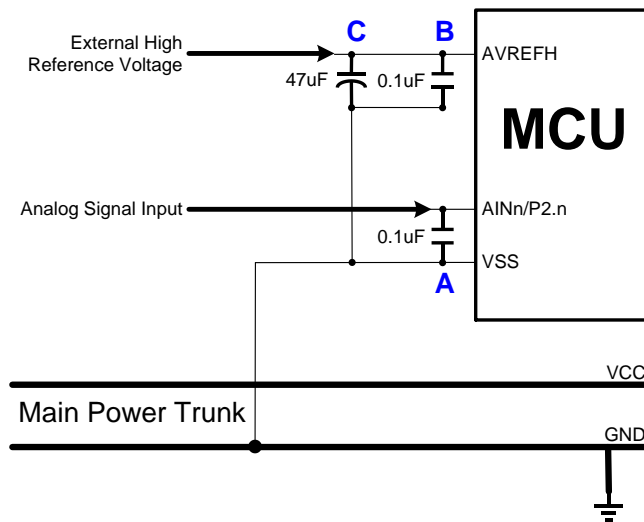 External High
Reference Voltage
C
B
AVREFH
47uF
0.1uF
MCU
Analog Signal Input
AINn/P2.n
0.1uF
VSS
A
VCC
Main Power Trunk
GND